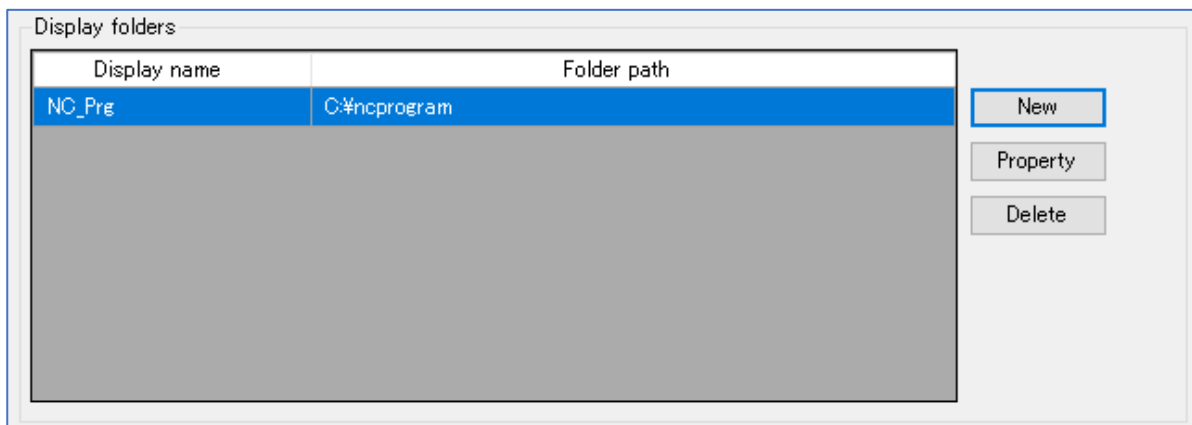 Display folders
Display name Folder path
NC_Prg C:¥ncprogram
New
Property
Delete